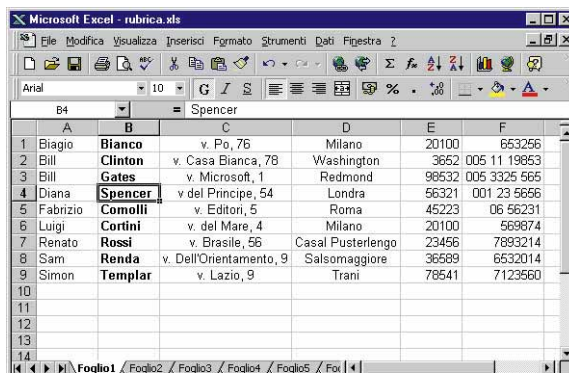 Microsoft Excel - rubrica.xls
File Modifica Visualizza Inserisci Formato Strumenti Dati Finestra ?
Arial 10 G I S %
B4 = Spencer
A B C D E F
1 Biagio Bianco v. Po, 76 Milano 20100 653256
2 Bill Clinton v. Casa Bianca, 78 Washington 3652 005 11 19853
3 Bill Gates v. Microsoft, 1 Redmond 98532 005 3325 565
4 Diana Spencer v del Principe, 54 Londra 56321 001 23 5656
5 Fabrizio Comolli v. Editori, 5 Roma 45223 06 56231
6 Luigi Cortini v. del Mare, 4 Milano 20100 569874
7 Renato Rossi v. Brasile, 56 Casal Pusterlengo 23456 7893214
8 Sam Renda v. Dell'Orientamento, 9 Salsomaggiore 36589 6532014
9 Simon Templar v. Lazio, 9 Trani 78541 7123560
10
11
12
13
14
Foglio1 Foglio2 Foglio3 Foglio4 Foglio5 Fo